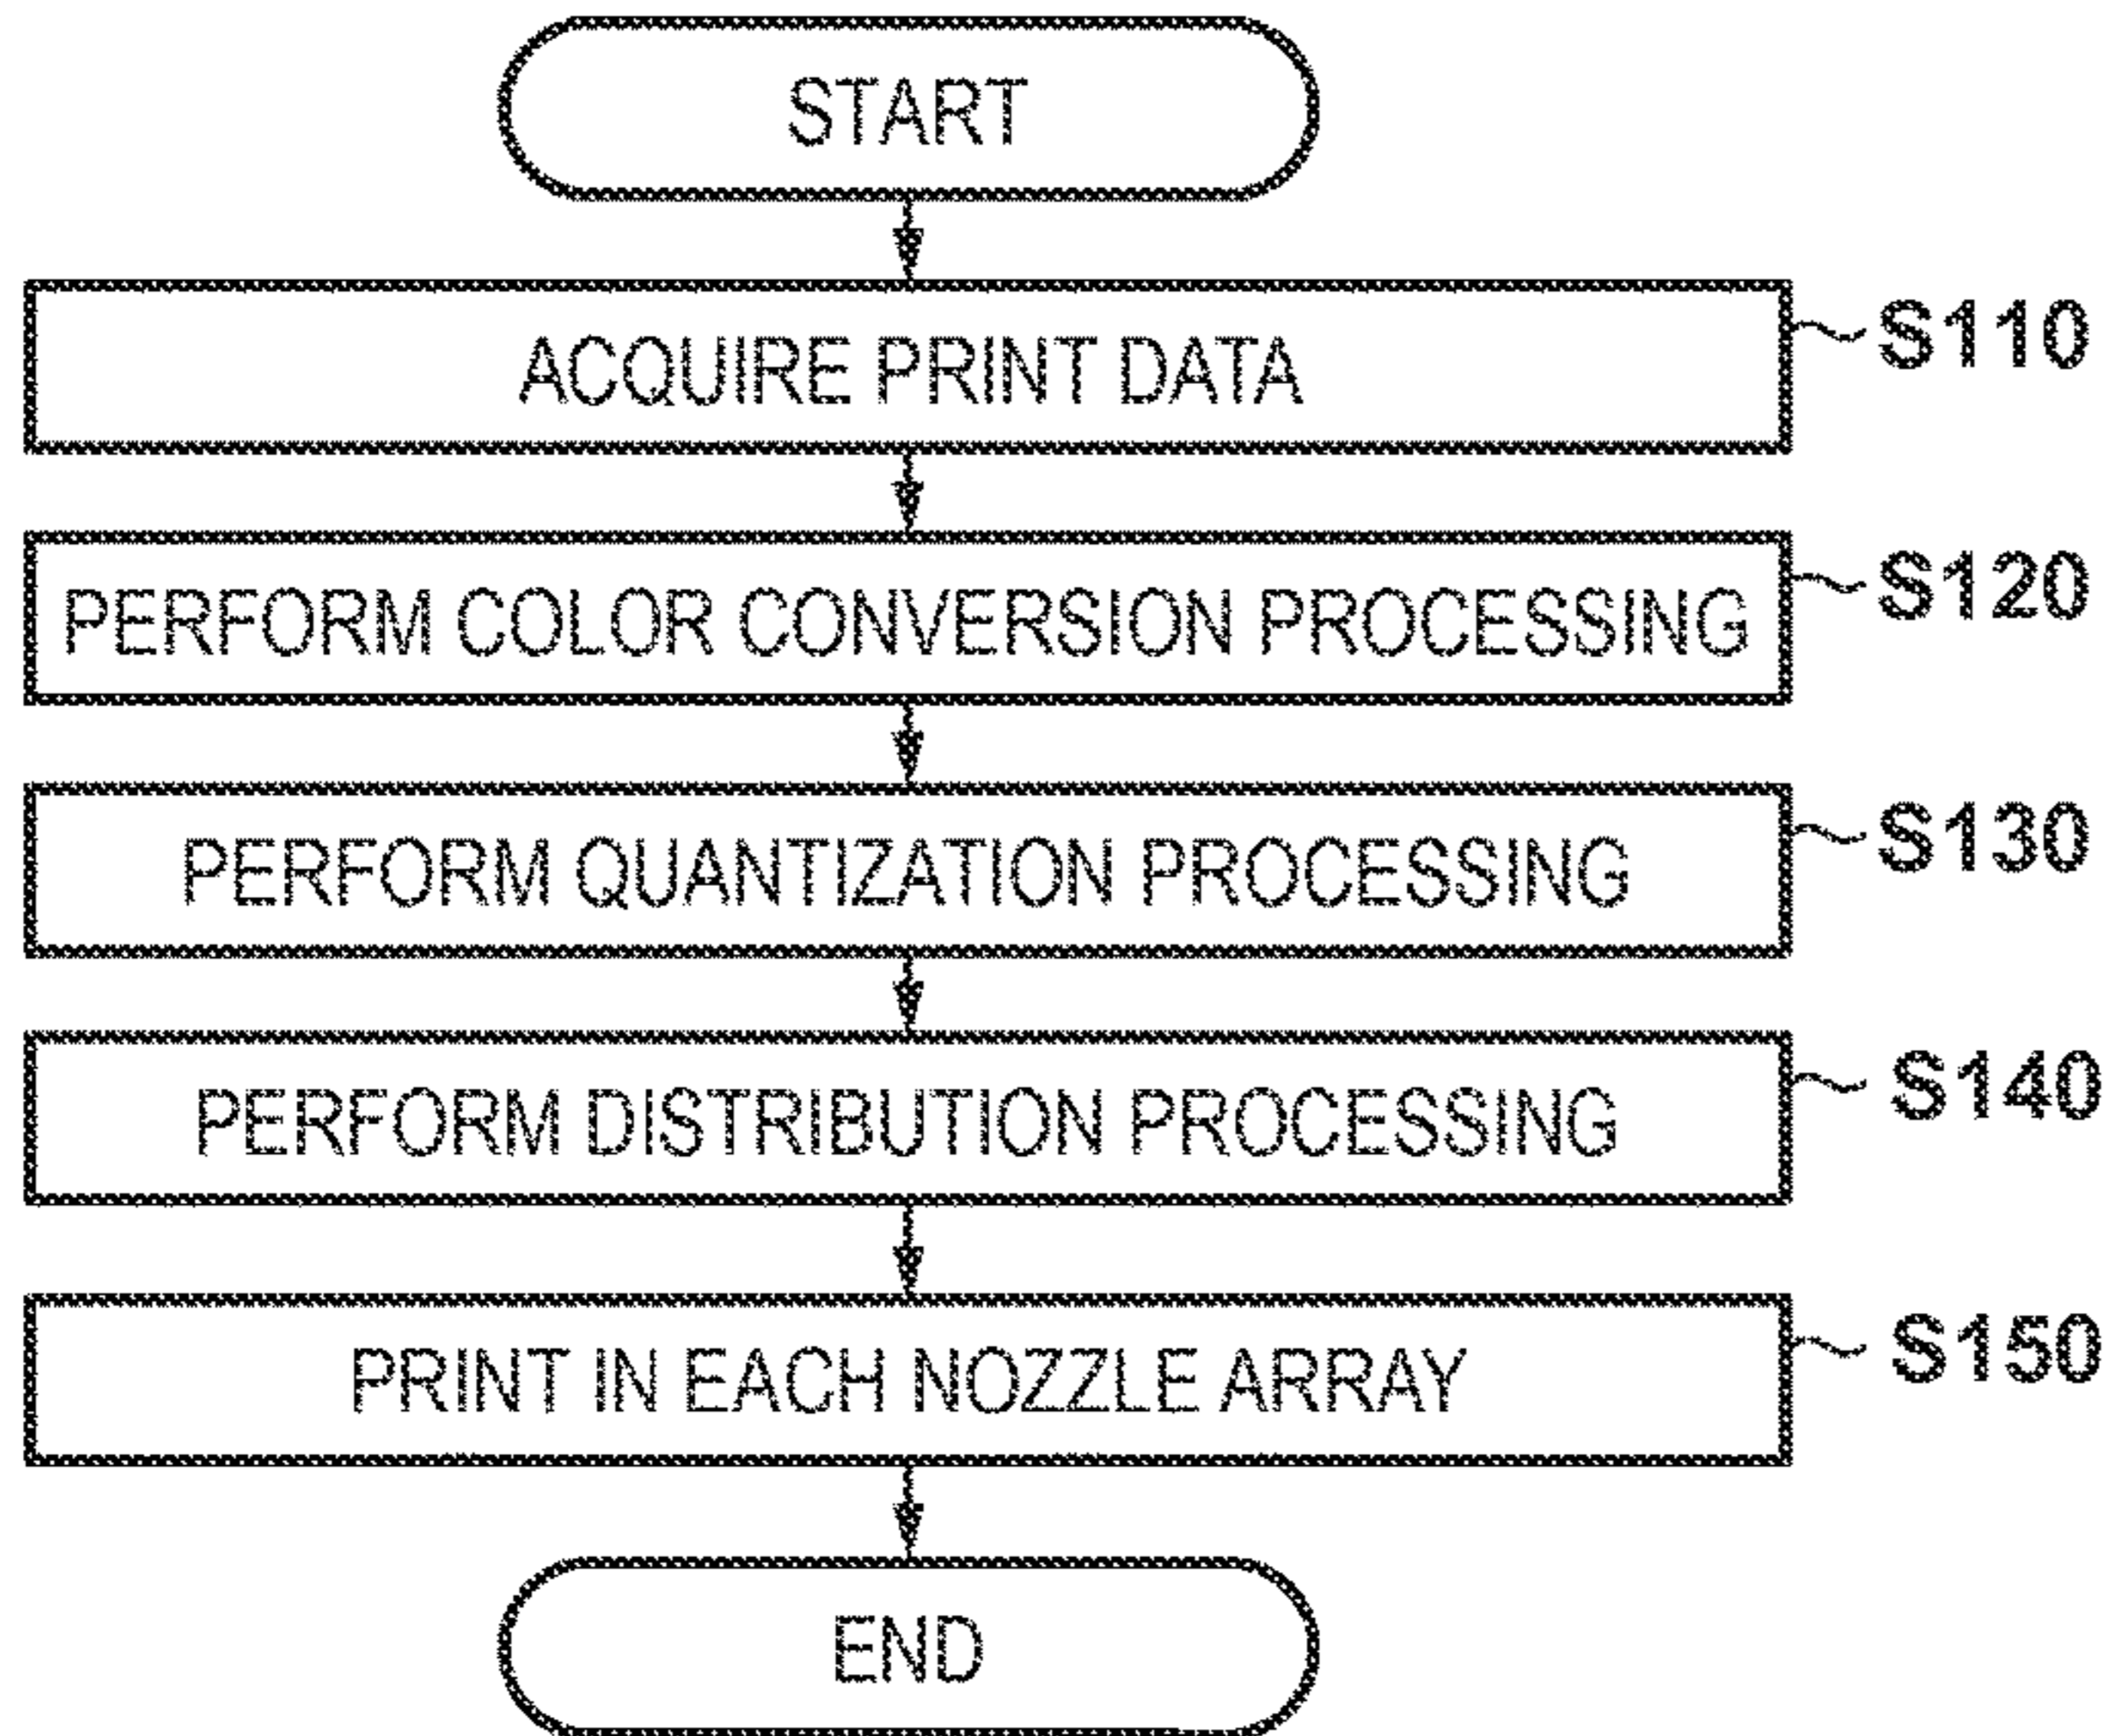 START
ACQUIRE PRINT DATA
S110
PERFORM COLOR CONVERSION PROCESSING
S120
PERFORM QUANTIZATION PROCESSING
S130
PERFORM DISTRIBUTION PROCESSING
S140
PRINT IN EACH NOZZLE ARRAY
S150
END